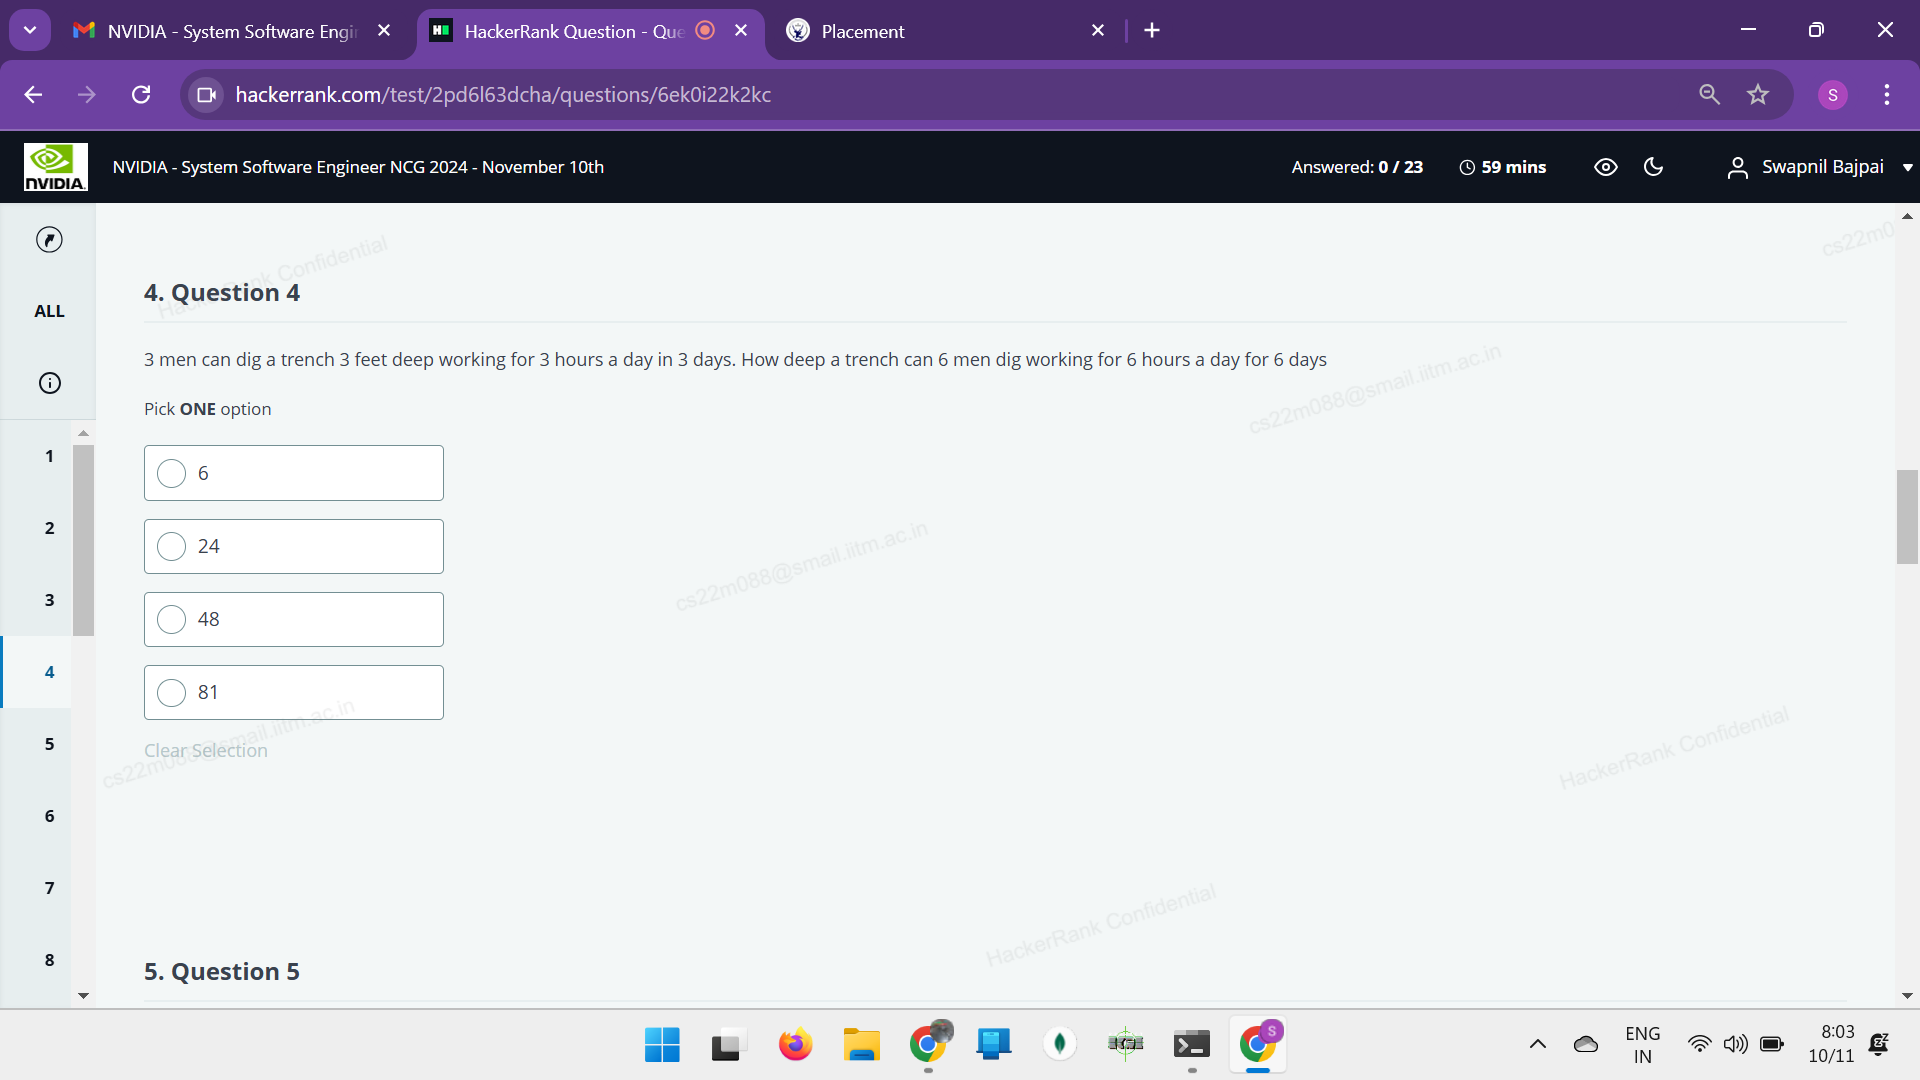 NVIDIA - System Software Engin
HackerRank Question - Que
Placement
hackerrank.com/test/2pd6l63dcha/questions/6ek0i22k2kc
S
NVIDIA
NVIDIA - System Software Engineer NCG 2024 - November 10th
Answered: 0 / 23
59 mins
Swapnil Bajpai
ALL
1
2
3
4
5
6
7
8
HackerRank Confidential
cs22m0
4. Question 4
3 men can dig a trench 3 feet deep working for 3 hours a day in 3 days. How deep a trench can 6 men dig working for 6 hours a day for 6 days
cs22m088@smail.iitm.ac.in
Pick ONE option
6
24
48
81
cs22m088@smail.iitm.ac.in
Clear Selection
cs22m088@smail.iitm.ac.in
HackerRank Confidential
HackerRank Confidential
5. Question 5
S
ENG
IN
8:03
10/11